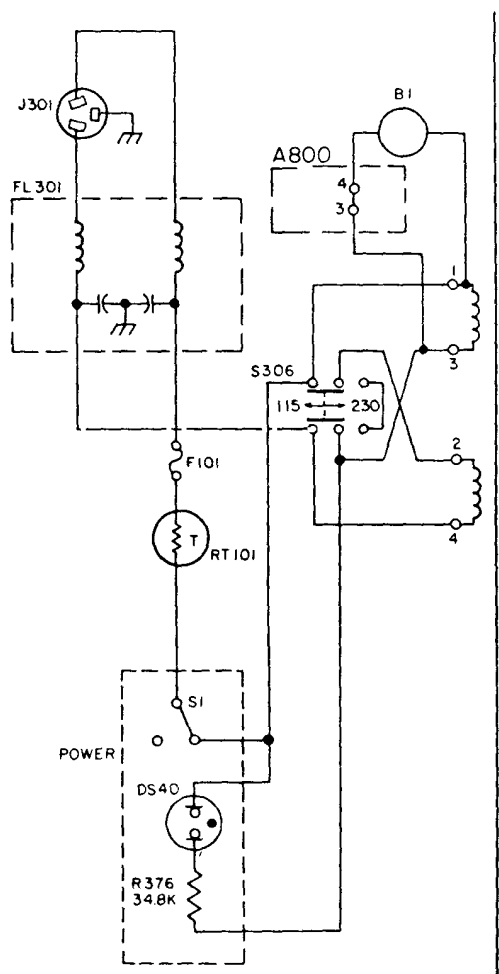 B1
J301
A800
4
FL301
3
1
S306
3
115 230
2
F101
4
T
RT101
S1
POWER
DS40
R376
34.8K